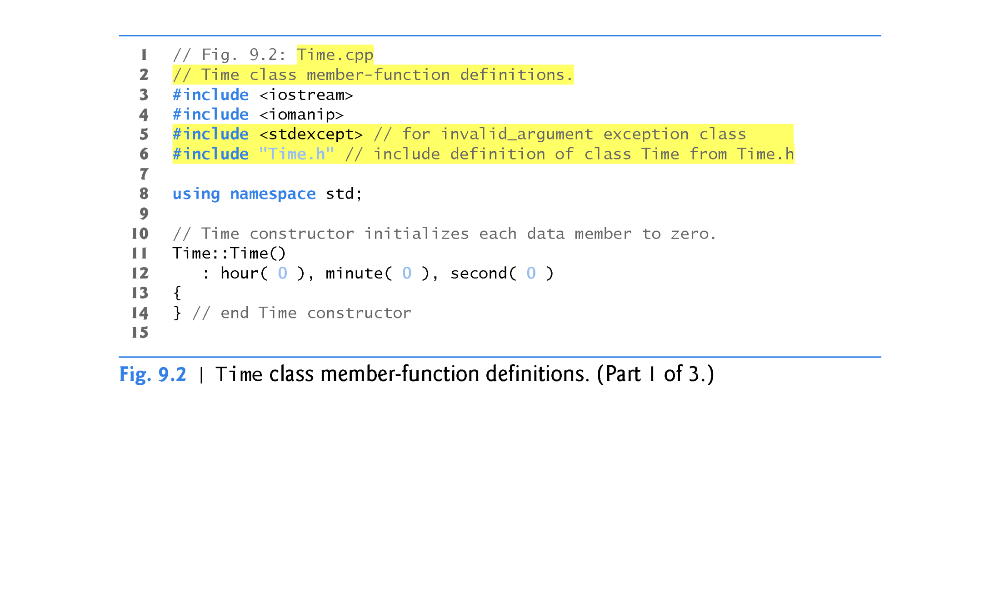 1 // Fig. 9.2: Time.cpp
2 // Time class member-function definitions.
3 #include <iostream>
4 #include <iomanip>
5 #include <stdexcept> // for invalid_argument exception class
6 #include "Time.h" // include definition of class Time from Time.h
7
8 using namespace std;
9
10 // Time constructor initializes each data member to zero.
11 Time::Time()
12    : hour( 0 ), minute( 0 ), second( 0 )
13 {
14 } // end Time constructor
15
Fig. 9.2 | Time class member-function definitions. (Part 1 of 3.)